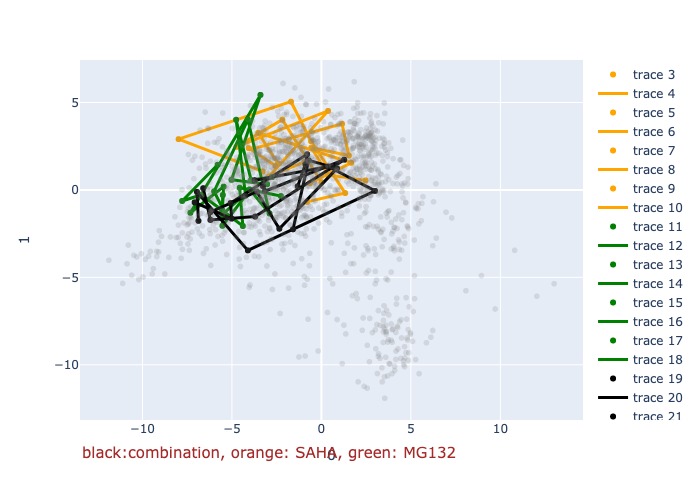 5
0
−5
−10
1
−10
−5
0
5
10
0
black:combination, orange: SAHA, green: MG132
trace 3
trace 4
trace 5
trace 6
trace 7
trace 8
trace 9
trace 10
trace 11
trace 12
trace 13
trace 14
trace 15
trace 16
trace 17
trace 18
trace 19
trace 20
trace 21